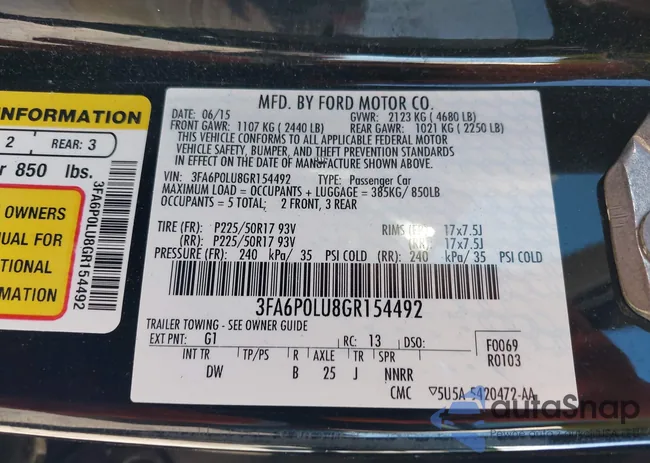 INFORMATION
2 REAR: 3
r 850 lbs.
OWNERS
UAL FOR
TIONAL
RMATION
3FA6P0LU8GR154492
MFD. BY FORD MOTOR CO.
DATE: 06/15 GVWR: 2123 KG ( 4680 LB)
FRONT GAWR: 1107 KG ( 2440 LB) REAR GAWR: 1021 KG ( 2250 LB)
THIS VEHICLE CONFORMS TO ALL APPLICABLE FEDERAL MOTOR
VEHICLE SAFETY, BUMPER, AND THEFT PREVENTION STANDARDS
IN EFFECT ON THE DATE OF MANUFACTURE SHOWN ABOVE.
VIN: 3FA6P0LU8GR154492 TYPE: Passenger Car
MAXIMUM LOAD = OCCUPANTS + LUGGAGE = 385KG/ 850LB
OCCUPANTS = 5 TOTAL: 2 FRONT, 3 REAR
TIRE (FR): P225/50R17 93V RIMS (FR): 17x7.5J
(RR): P225/50R17 93V (RR): 17x7.5J
PRESSURE (FR): 240 kPa/ 35 PSI COLD (RR): 240 kPa/35 PSI COLD
3FA6P0LU8GR154492
TRAILER TOWING - SEE OWNER GUIDE
EXT PNT: G1 RC: 13 DSO: F0069
R0103
INT TR TP/PS R AXLE TR SPR
DW B 25 J NNRR
CMC 5U5A-5420472-AA
autoSnap